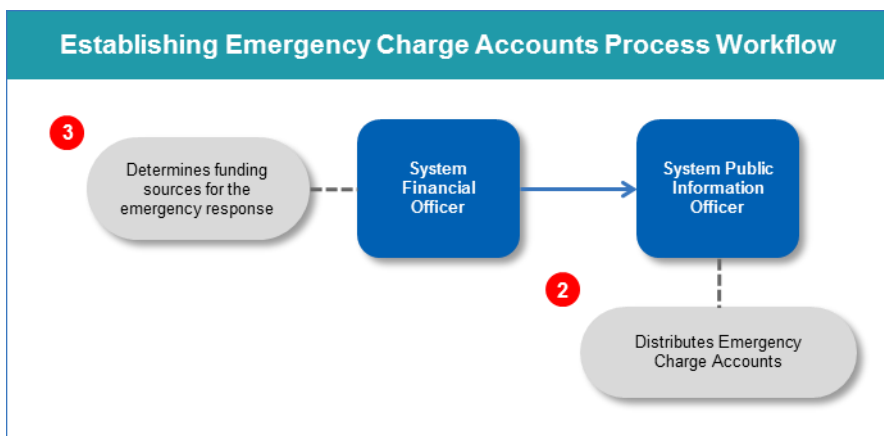 Establishing Emergency Charge Accounts Process Workflow
3
Determines funding
sources for the
emergency response
System
Financial
Officer
System Public
Information
Officer
2
Distributes Emergency
Charge Accounts